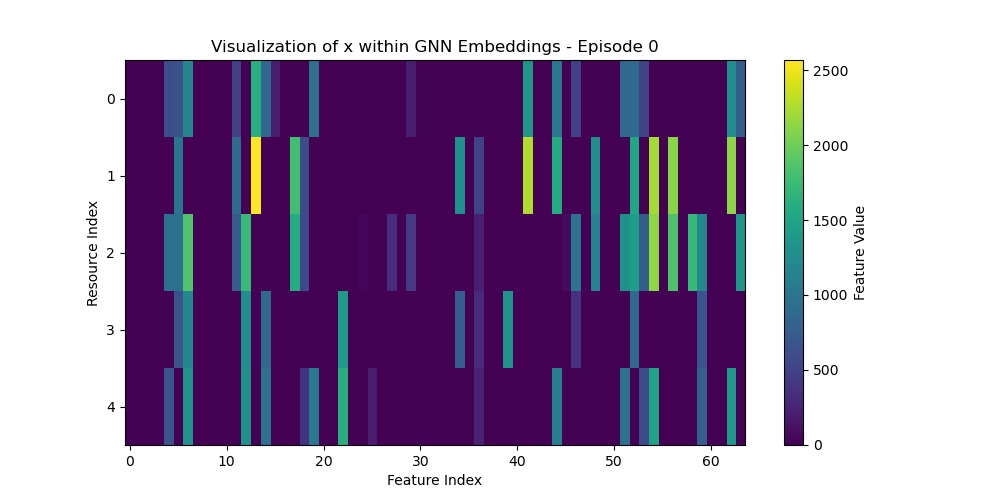 Visualization of x within GNN Embeddings - Episode 0
0
1
2
3
4
Resource Index
0 10 20 30 40 50 60
Feature Index
2500
2000
1500
1000
500
0
Feature Value